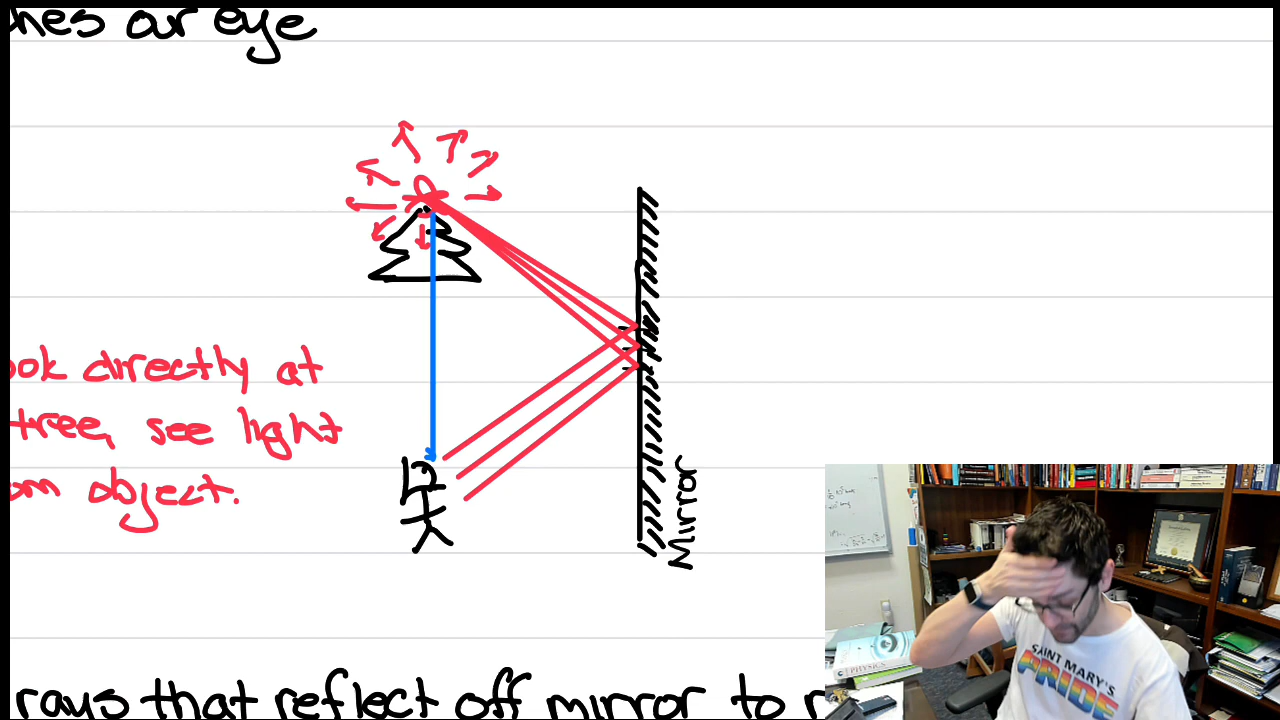 hes our eye
ook directly at
tree, see light
om object.
Mirror
rays that reflect off mirror to r
PHYSICS
SAINT MARY'S
PRIDE